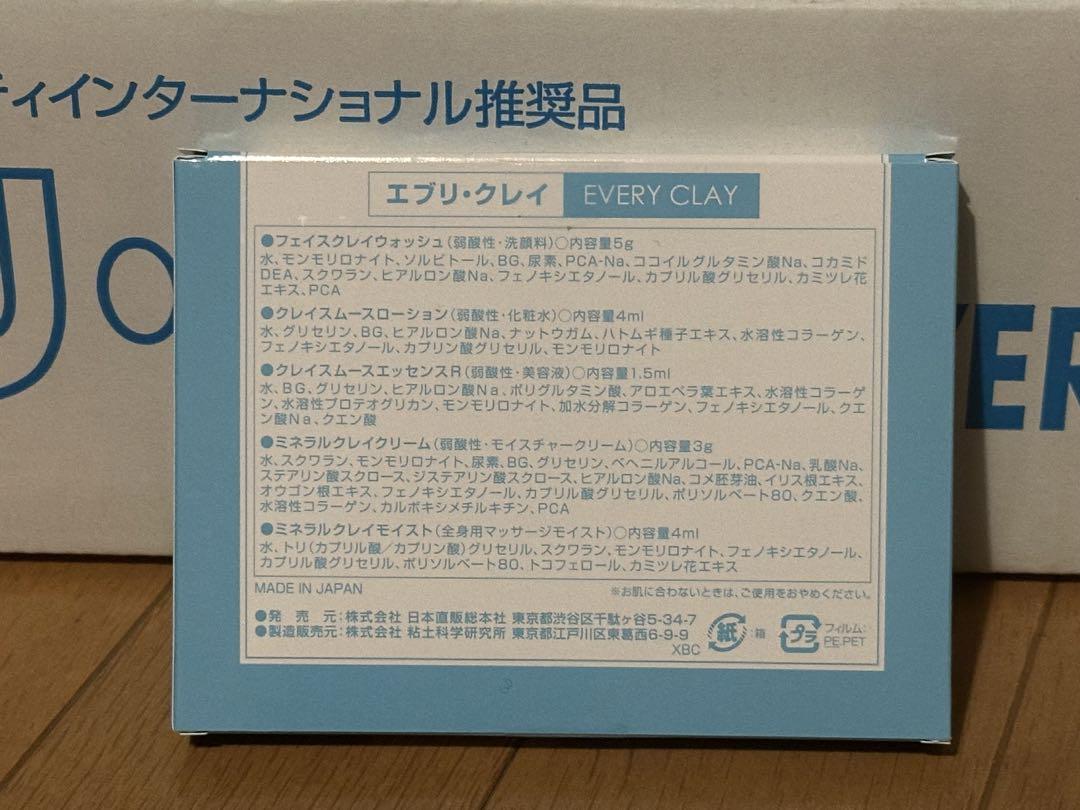 ティインターナショナル推奨品
エブリ・クレイ EVERY CLAY
●フェイスクレイウォッシュ(弱酸性・洗顔料)○内容量5g
水、モンモリロナイト、ソルビトール、BG、尿素、PCA-Na、ココイルグルタミン酸Na、コカミド
DEA、スクワラン、ヒアルロン酸Na、フェノキシエタノール、カプリル酸グリセリル、カミツレ花
エキス、PCA
●クレイスムースローション(弱酸性・化粧水)○内容量4ml
水、グリセリン、BG、ヒアルロン酸Na、ナットウガム、ハトムギ種子エキス、水溶性コラーゲン、
フェノキシエタノール、カプリン酸グリセリル、モンモリロナイト
●クレイスムースエッセンスR(弱酸性・美容液)○内容量1.5ml
水、BG、グリセリン、ヒアルロン酸Na、ポリグルタミン酸、アロエベラ葉エキス、水溶性コラーゲ
ン、水溶性プロテオグリカン、モンモリロナイト、加水分解コラーゲン、フェノキシエタノール、クエ
ン酸Na、クエン酸
●ミネラルクレイクリーム(弱酸性・モイスチャークリーム)○内容量3g
水、スクワラン、モンモリロナイト、尿素、BG、グリセリン、ベヘニルアルコール、PCA-Na、乳酸Na、
ステアリン酸スクロース、ジステアリン酸スクロース、ヒアルロン酸Na、コメ胚芽油、イリス根エキス、
オウゴン根エキス、フェノキシエタノール、カプリル酸グリセリル、ポリソルベート80、クエン酸、
水溶性コラーゲン、カルボキシメチルキチン、PCA
●ミネラルクレイモイスト(全身用マッサージモイスト)○内容量4ml
水、トリ(カプリル酸/カプリン酸)グリセリル、スクワラン、モンモリロナイト、フェノキシエタノール、
カプリル酸グリセリル、ポリソルベート80、トコフェロール、カミツレ花エキス
MADE IN JAPAN ※お肌に合わないときは、ご使用をおやめください。
●発売元:株式会社 日本直販総本社 東京都渋谷区千駄ヶ谷5-34-7
●製造販売元:株式会社 粘土科学研究所 東京都江戸川区東葛西6-9-9
XBC
紙 :箱
プラ フィルム:
PE,PET